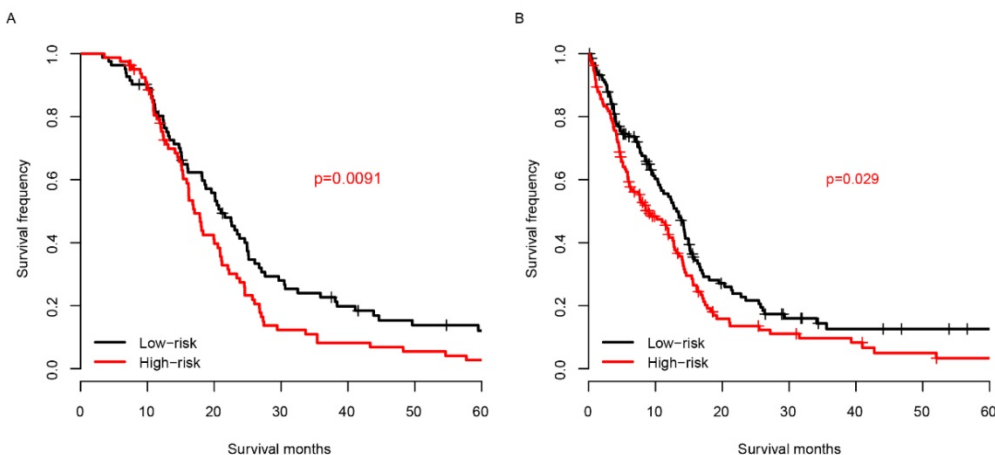 A
Survival frequency
1.0
0.8
0.6
0.4
0.2
0.0
p=0.0091
Low−risk
High−risk
0 10 20 30 40 50 60
Survival months
B
Survival frequency
1.0
0.8
0.6
0.4
0.2
0.0
p=0.029
Low−risk
High−risk
0 10 20 30 40 50 60
Survival months